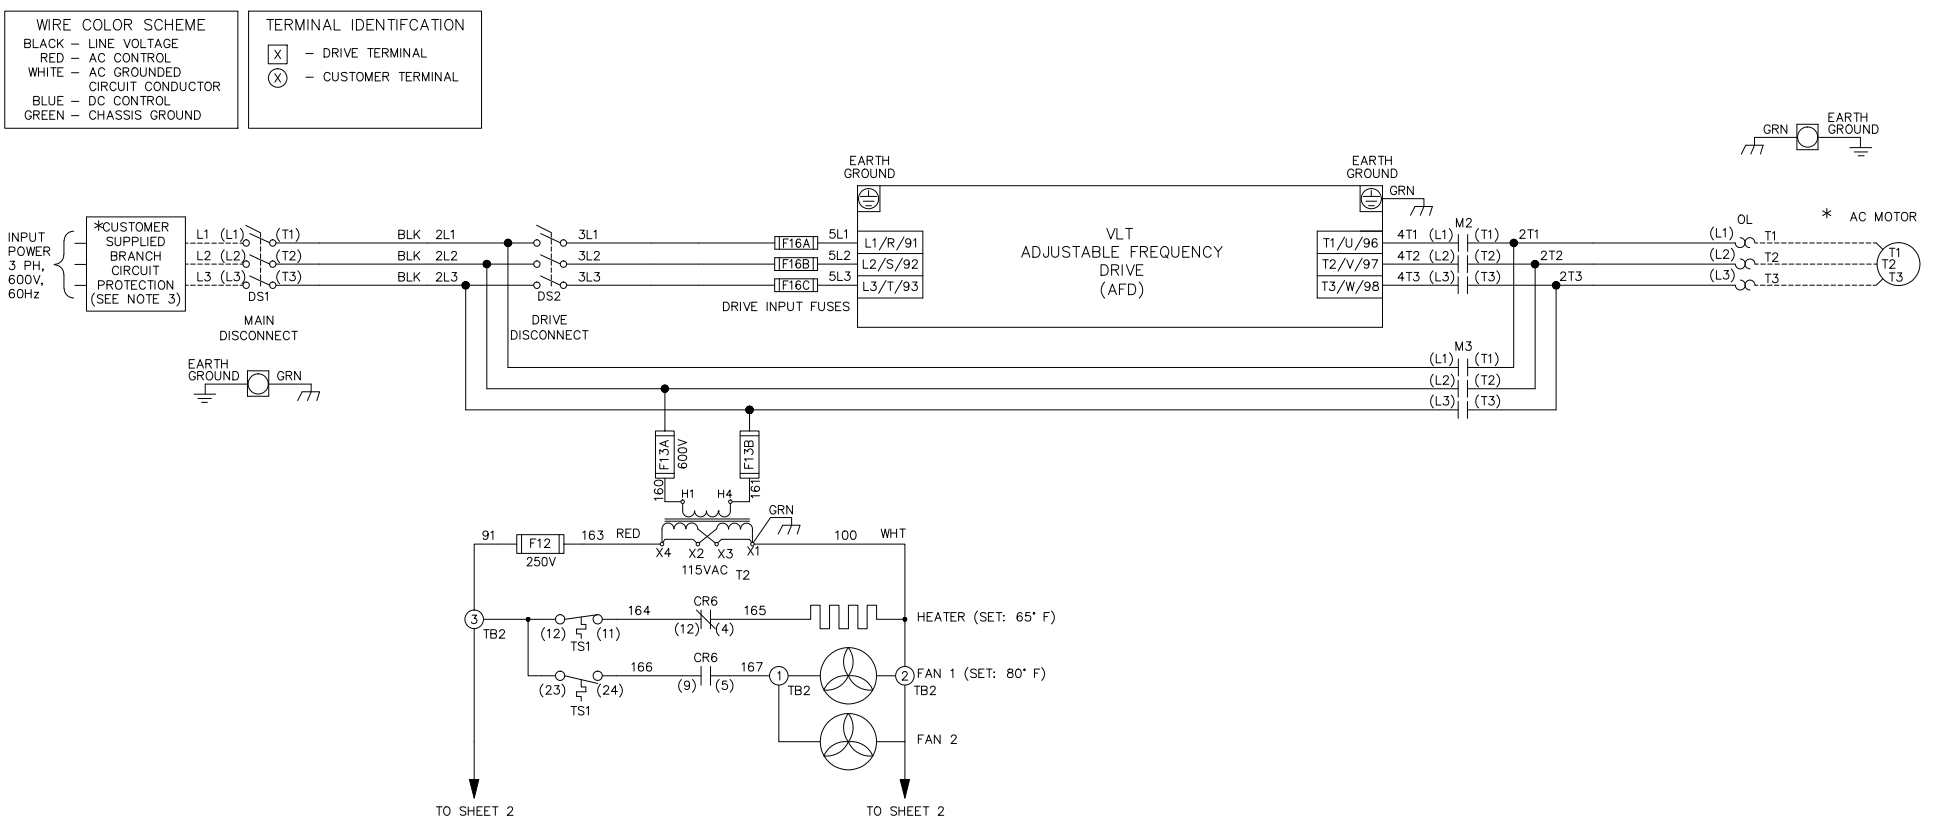 WIRE COLOR SCHEME
BLACK – LINE VOLTAGE
RED – AC CONTROL
WHITE – AC GROUNDED
CIRCUIT CONDUCTOR
BLUE – DC CONTROL
GREEN – CHASSIS GROUND
TERMINAL IDENTIFCATION
X – DRIVE TERMINAL
X – CUSTOMER TERMINAL
GRN
EARTH
GROUND
INPUT
POWER
3 PH,
600V,
60Hz
*CUSTOMER
SUPPLIED
BRANCH
CIRCUIT
PROTECTION
(SEE NOTE 3)
L1 (L1) (T1) BLK 2L1 3L1 F16A 5L1 L1/R/91
L2 (L2) (T2) BLK 2L2 3L2 F16B 5L2 L2/S/92
L3 (L3) (T3) BLK 2L3 3L3 F16C 5L3 L3/T/93
DS1
MAIN
DISCONNECT
DS2
DRIVE
DISCONNECT
DRIVE INPUT FUSES
EARTH
GROUND
VLT
ADJUSTABLE FREQUENCY
DRIVE
(AFD)
EARTH
GROUND
GRN
M2
T1/U/96 4T1 (L1) (T1) 2T1
T2/V/97 4T2 (L2) (T2) 2T2
T3/W/98 4T3 (L3) (T3) 2T3
OL
(L1) T1
(L2) T2
(L3) T3
* AC MOTOR
T1
T2
T3
EARTH
GROUND
GRN
M3
(L1) (T1)
(L2) (T2)
(L3) (T3)
F13A
600V
F13B
160
161
H1 H4
GRN
91 F12 163 RED
250V
X4 X2 X3 X1
100 WHT
115VAC T2
3
TB2
(12) (11)
TS1
164
CR6
(12) (4)
165
HEATER (SET: 65° F)
(23) (24)
TS1
166
CR6
(9) (5)
167
1
TB2
2
TB2
FAN 1 (SET: 80° F)
FAN 2
TO SHEET 2
TO SHEET 2